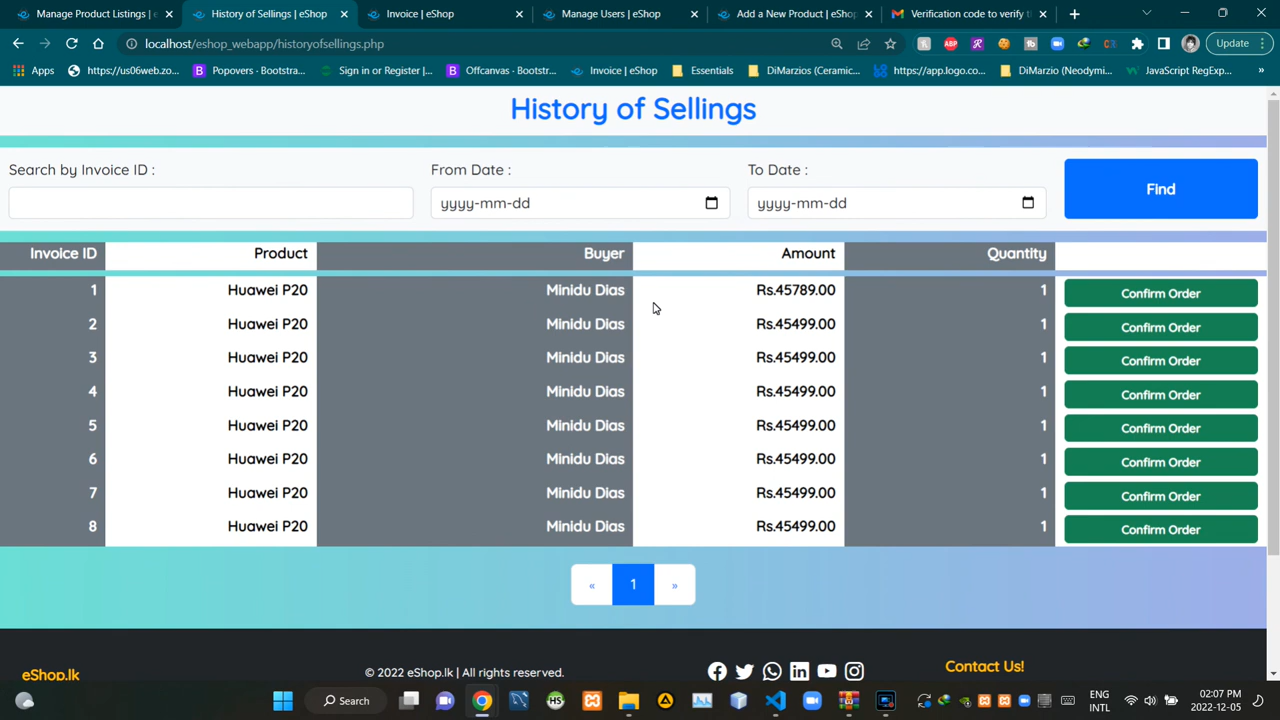 Manage Product Listings | e
History of Sellings | eShop
Invoice | eShop
Manage Users | eShop
Add a New Product | eShop
Verification code to verify t
localhost/eshop_webapp/historyofsellings.php
Update
Apps
https://us06web.zo...
Popovers · Bootstra...
Sign in or Register |...
Offcanvas · Bootstr...
Invoice | eShop
Essentials
DiMarzios (Ceramic...
https://app.logo.co...
DiMarzio (Neodymi...
JavaScript RegExp...
»
History of Sellings
Search by Invoice ID :
From Date :
To Date :
yyyy-mm-dd
yyyy-mm-dd
Find
Invoice ID Product Buyer Amount Quantity
1 Huawei P20 Minidu Dias Rs.45789.00 1 Confirm Order
2 Huawei P20 Minidu Dias Rs.45499.00 1 Confirm Order
3 Huawei P20 Minidu Dias Rs.45499.00 1 Confirm Order
4 Huawei P20 Minidu Dias Rs.45499.00 1 Confirm Order
5 Huawei P20 Minidu Dias Rs.45499.00 1 Confirm Order
6 Huawei P20 Minidu Dias Rs.45499.00 1 Confirm Order
7 Huawei P20 Minidu Dias Rs.45499.00 1 Confirm Order
8 Huawei P20 Minidu Dias Rs.45499.00 1 Confirm Order
« 1 »
eShop.lk
© 2022 eShop.lk | All rights reserved.
Contact Us!
Search
ENG
INTL
02:07 PM
2022-12-05